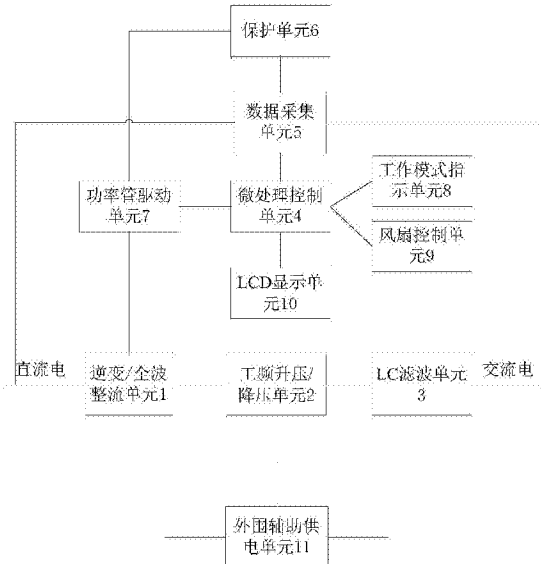 保护单元6
数据采集
单元5
工作模式指
示单元8
功率管驱动
单元7
微处理控制
单元4
风扇控制单
元9
LCD显示单
元10
直流电
逆变/全波
整流单元1
工频升压/
降压单元2
LC滤波单元
3
交流电
外围辅助供
电单元11